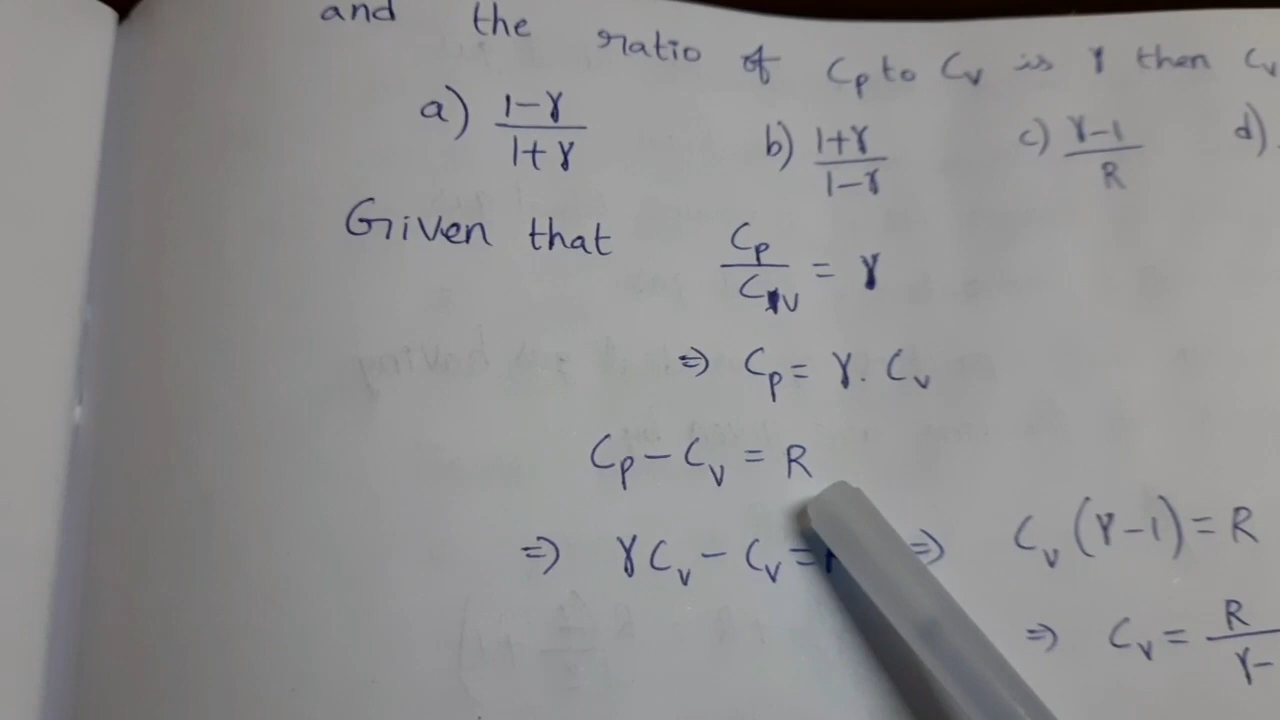 and the ratio of Cp to Cv is γ then Cv
a) (1-γ)/(1+γ) b) (1+γ)/(1-γ) c) (γ-1)/R d)
Given that Cp/Cv = γ
⇒ Cp = γ. Cv
Cp - Cv = R
⇒ γCv - Cv = ⇒ Cv (γ-1) = R
⇒ Cv = R/γ-